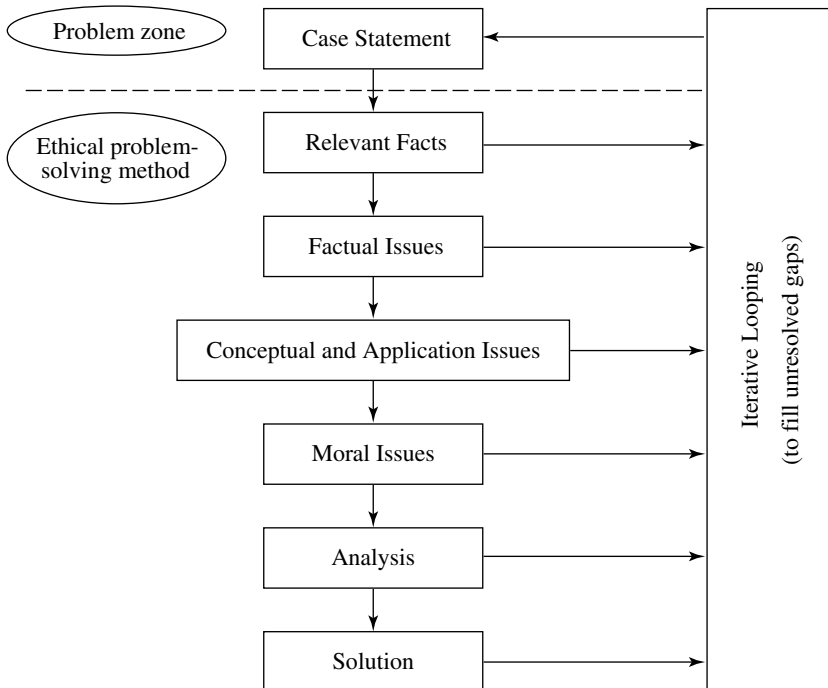 Problem zone
Case Statement
Ethical problem-
solving method
Relevant Facts
Factual Issues
Conceptual and Application Issues
Moral Issues
Analysis
Solution
Iterative Looping
(to fill unresolved gaps)